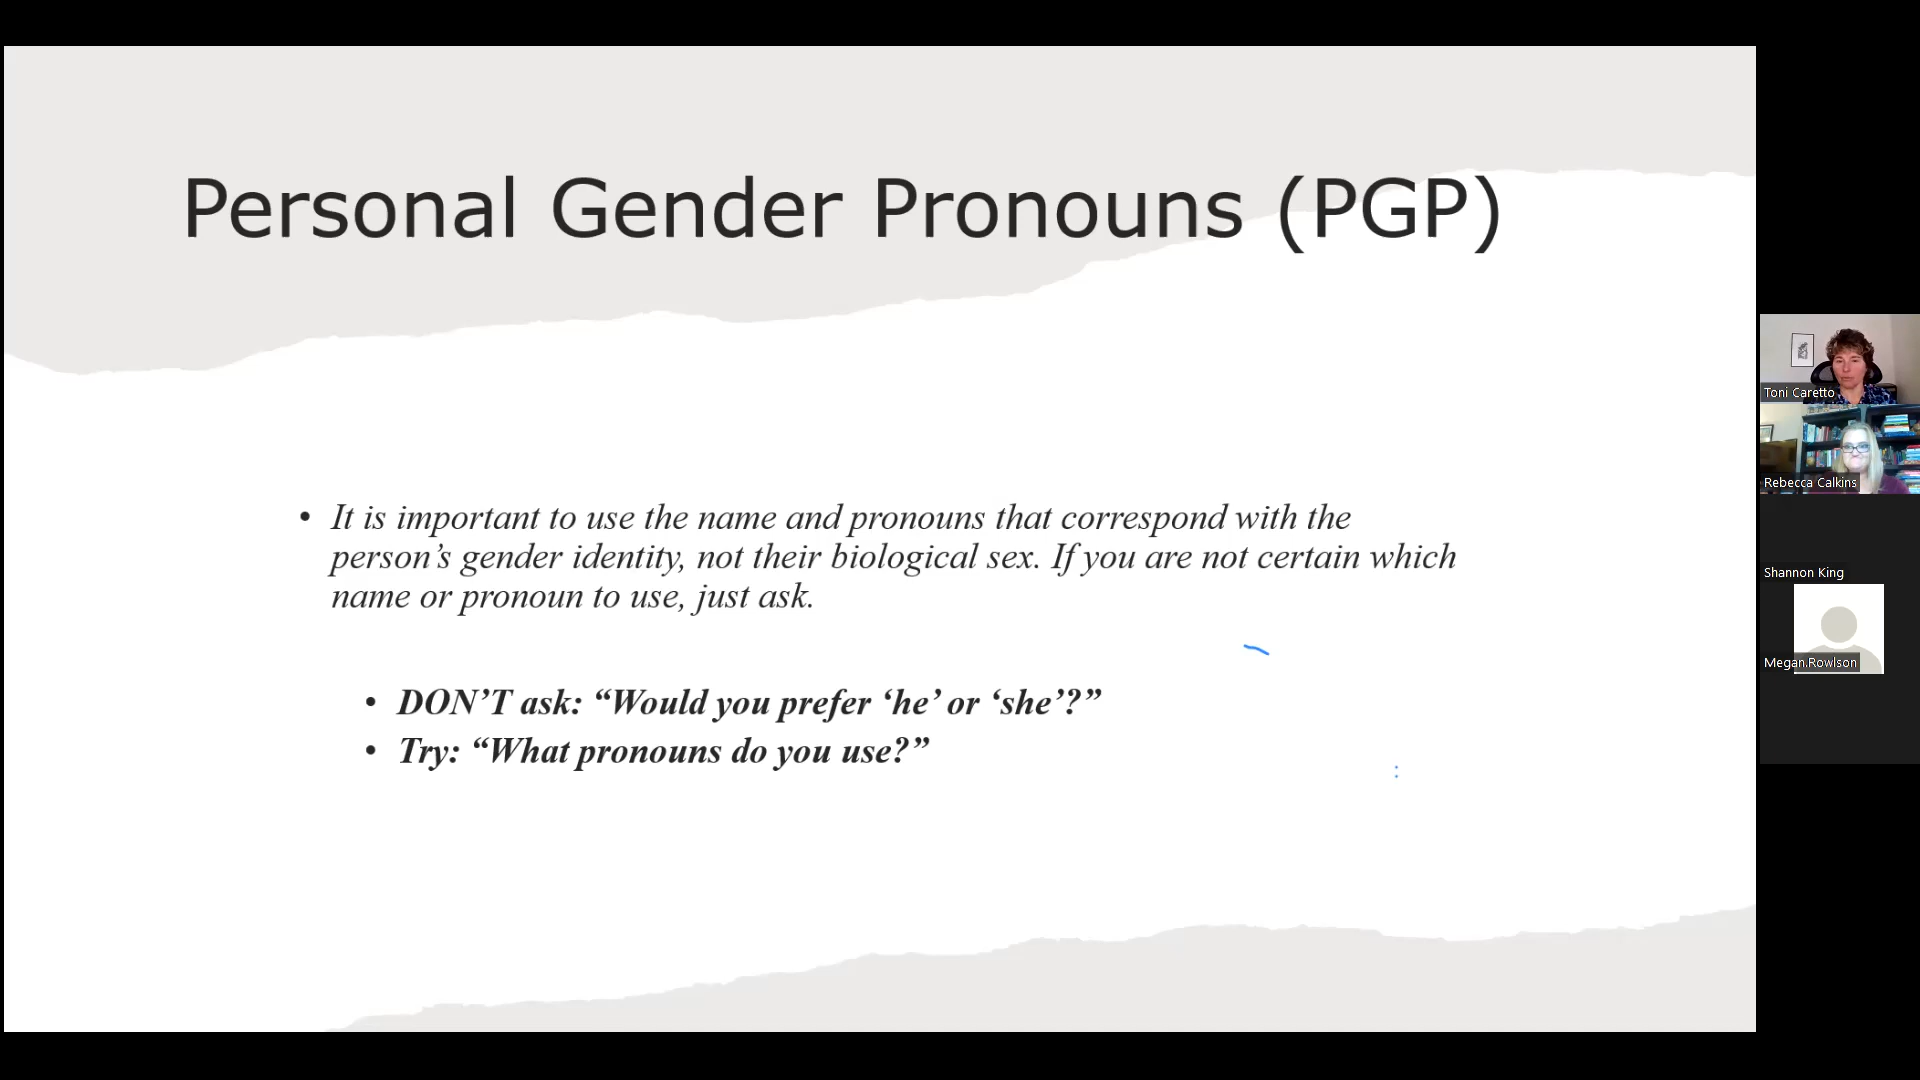 Personal Gender Pronouns (PGP)
• It is important to use the name and pronouns that correspond with the
person’s gender identity, not their biological sex. If you are not certain which
name or pronoun to use, just ask.
• DON’T ask: “Would you prefer ‘he’ or ‘she’?”
• Try: “What pronouns do you use?”
Toni Caretto
Rebecca Calkins
Shannon King
Megan.Rowlson